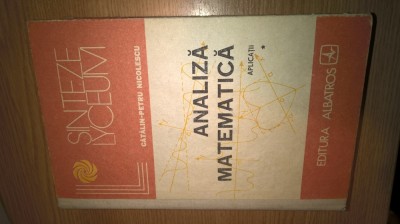 SINTEZE
LYCEUM
CĂTĂLIN-PETRU NICOLESCU
ANALIZĂ
MATEMATICĂ
APLICAȚII
EDITURA ALBATROS